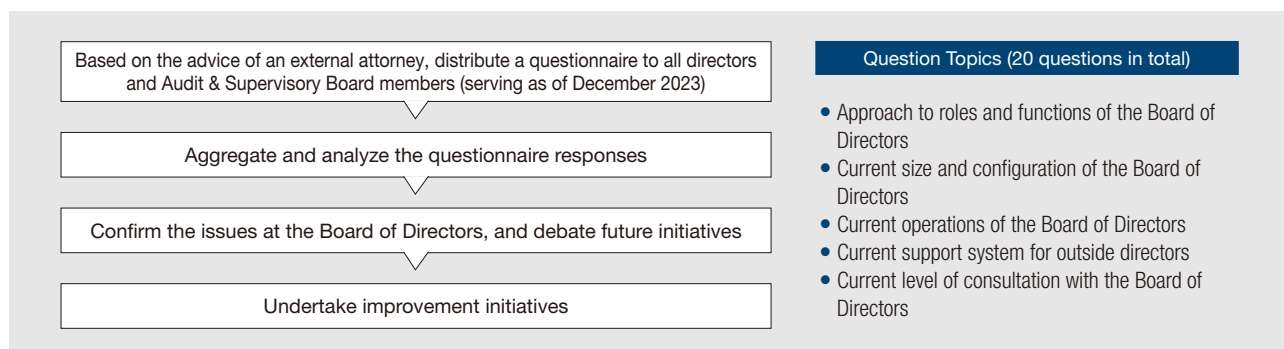 Based on the advice of an external attorney, distribute a questionnaire to all directors
and Audit & Supervisory Board members (serving as of December 2023)
Aggregate and analyze the questionnaire responses
Confirm the issues at the Board of Directors, and debate future initiatives
Undertake improvement initiatives
Question Topics (20 questions in total)
• Approach to roles and functions of the Board of
Directors
• Current size and configuration of the Board of
Directors
• Current operations of the Board of Directors
• Current support system for outside directors
• Current level of consultation with the Board of
Directors